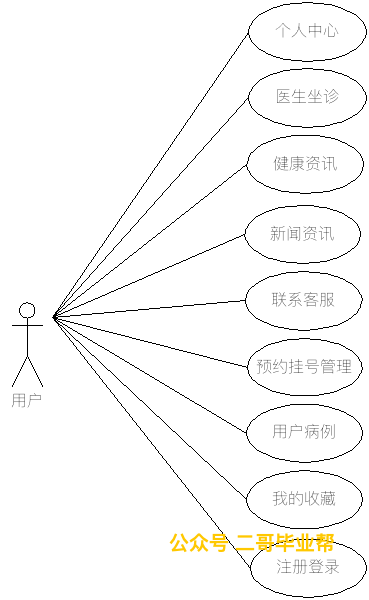 个人中心
医生坐诊
健康资讯
新闻资讯
联系客服
预约挂号管理
用户
用户病例
我的收藏
公众号 二哥毕业帮
注册登录